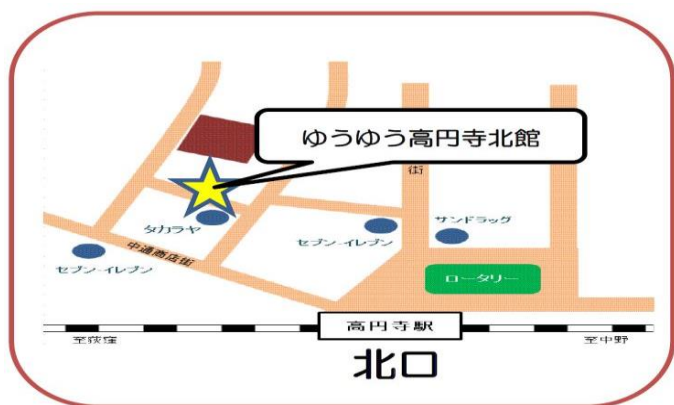 ゆうゆう高円寺北館
街
タカラヤ
セブン-イレブン
サンドラッグ
中通商店街
セブン-イレブン
ロータリー
高円寺駅
至荻窪
至中野
北口